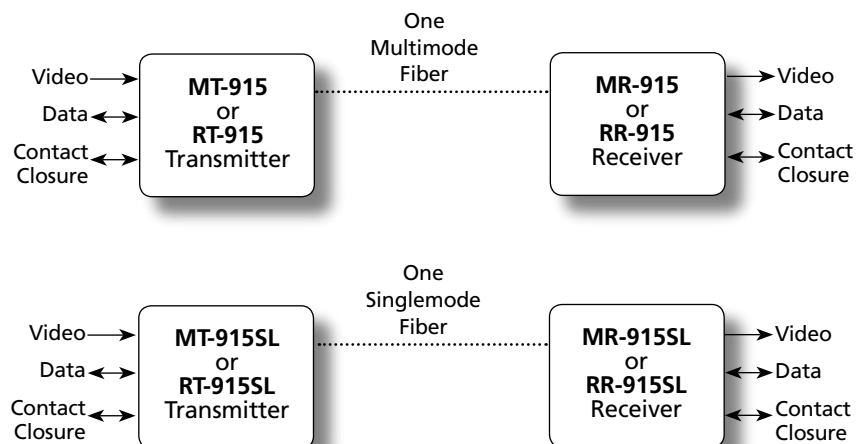 One
Multimode
Fiber
Video
Data
Contact
Closure
MT-915
or
RT-915
Transmitter
MR-915
or
RR-915
Receiver
Video
Data
Contact
Closure
One
Singlemode
Fiber
Video
Data
Contact
Closure
MT-915SL
or
RT-915SL
Transmitter
MR-915SL
or
RR-915SL
Receiver
Video
Data
Contact
Closure